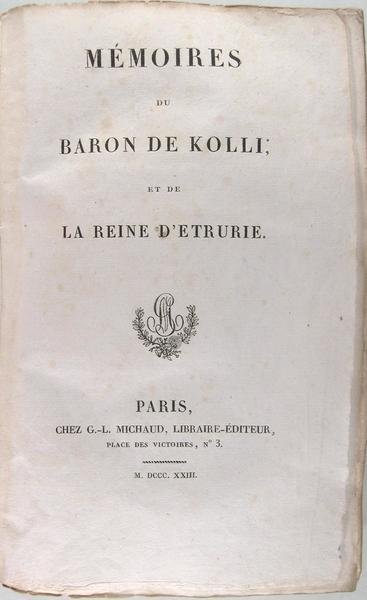 MÉMOIRES
DU
BARON DE KOLLI;
ET DE
LA REINE D'ETRURIE.
PARIS,
CHEZ G.-L. MICHAUD, LIBRAIRE-ÉDITEUR,
PLACE DES VICTOIRES, N° 3.
M. DCCC. XXIII.